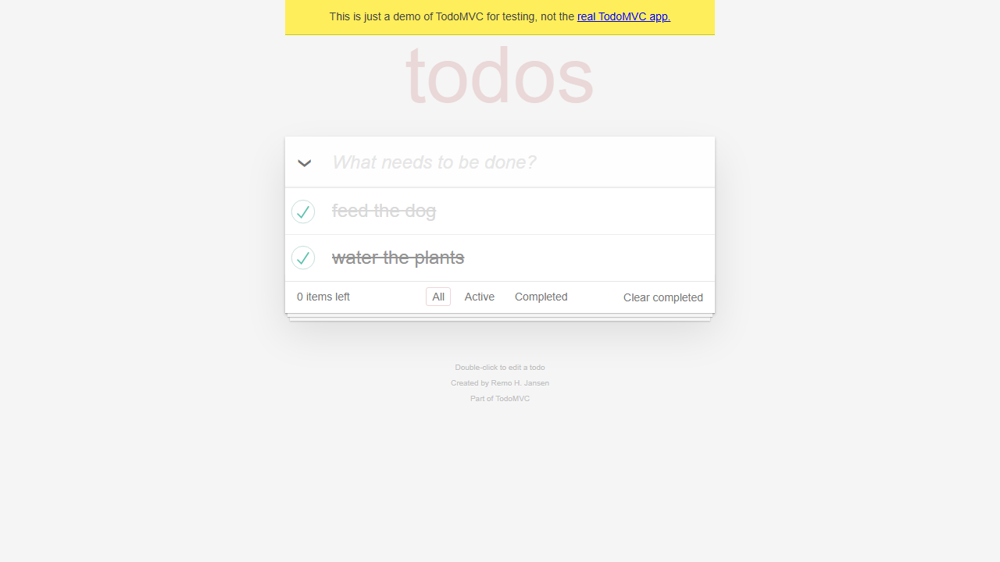 This is just a demo of TodoMVC for testing, not the real TodoMVC app.
todos
What needs to be done?
feed the dog
water the plants
0 items left All Active Completed Clear completed
Double-click to edit a todo
Created by Remo H. Jansen
Part of TodoMVC